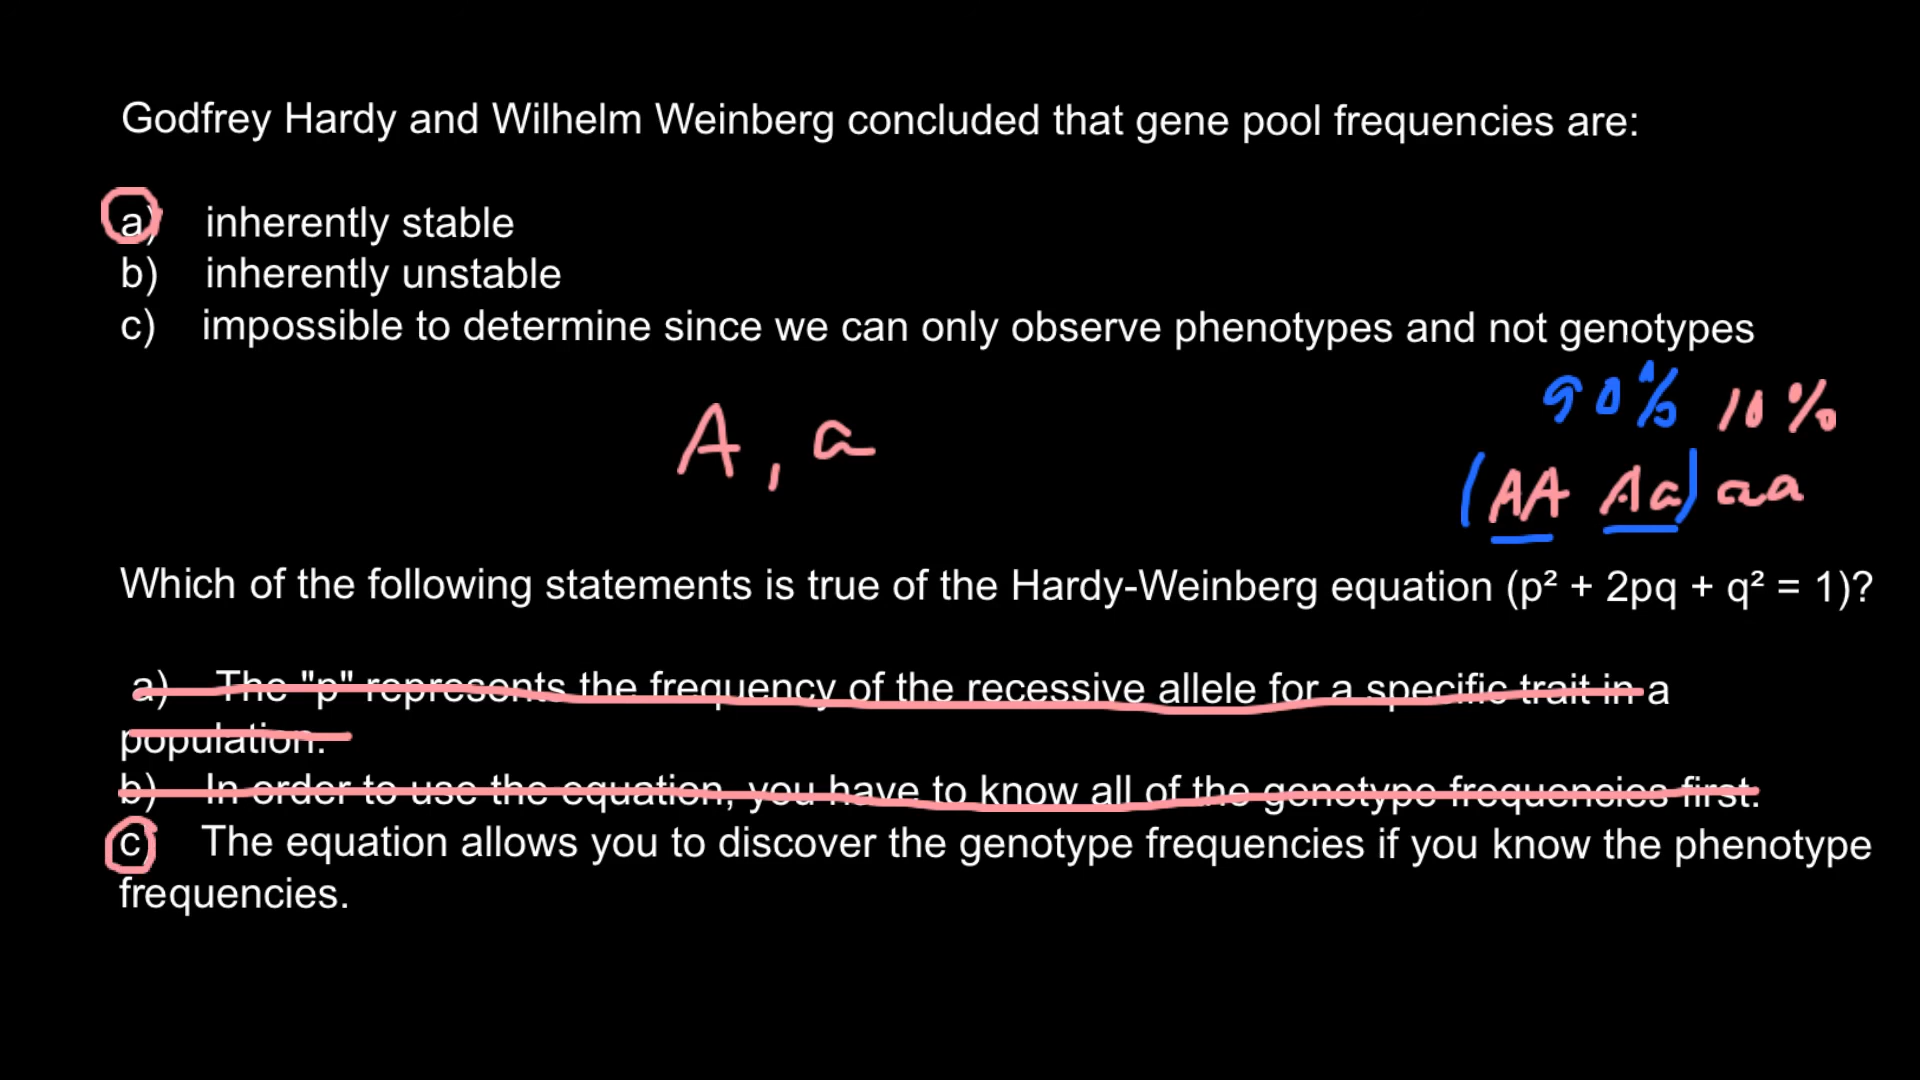 Godfrey Hardy and Wilhelm Weinberg concluded that gene pool frequencies are:
a) inherently stable
b) inherently unstable
c) impossible to determine since we can only observe phenotypes and not genotypes
90% 10%
A, a
(AA Aa) aa
Which of the following statements is true of the Hardy-Weinberg equation (p² + 2pq + q² = 1)?
a) The "p" represents the frequency of the recessive allele for a specific trait in a
population.
b) In order to use the equation, you have to know all of the genotype frequencies first.
c) The equation allows you to discover the genotype frequencies if you know the phenotype
frequencies.